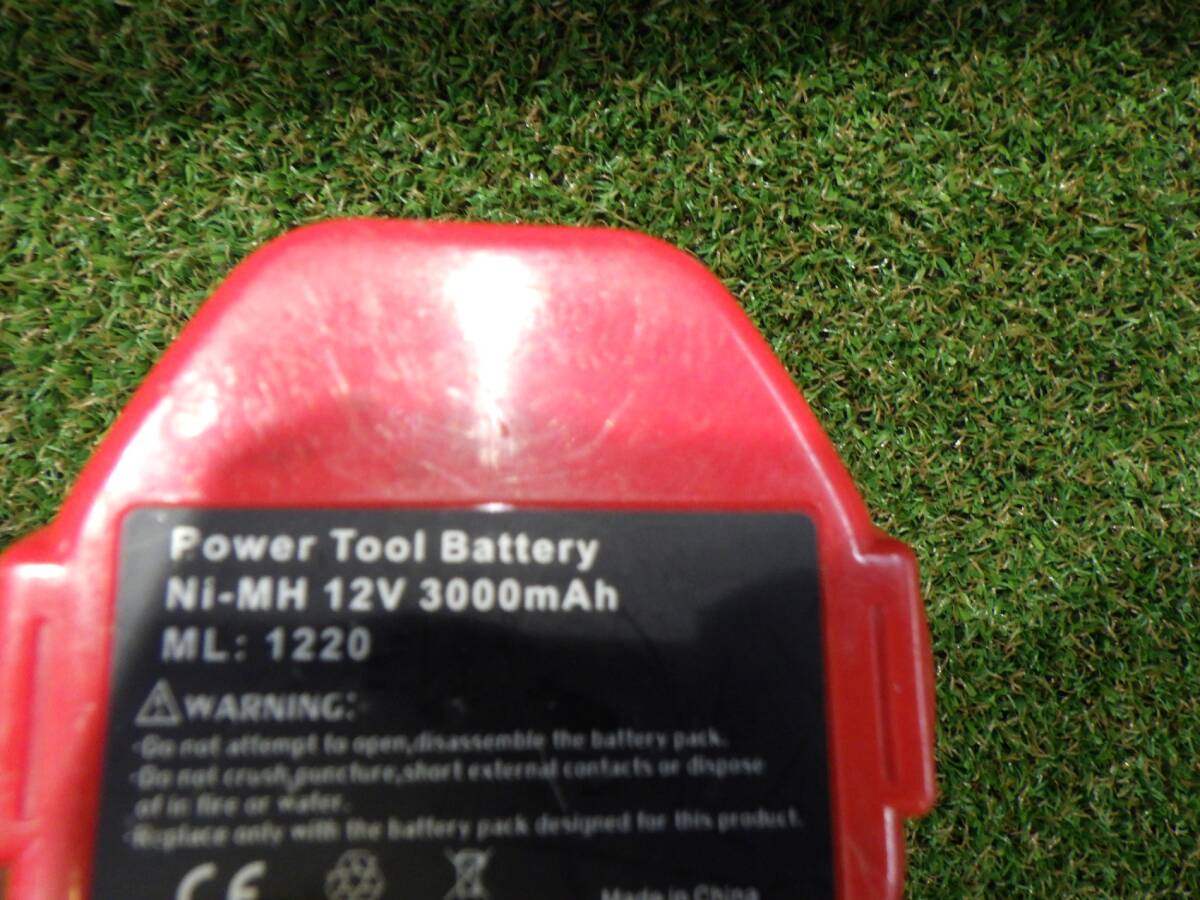 Power Tool Battery
Ni-MH 12V 3000mAh
ML: 1220
WARNING:
·Do not attempt to open,disassemble the battery pack.
·Do not crush,puncture,short external contacts or dispose
of in fire or water.
·Replace only with the battery pack designed for this product.
CE
Made in China